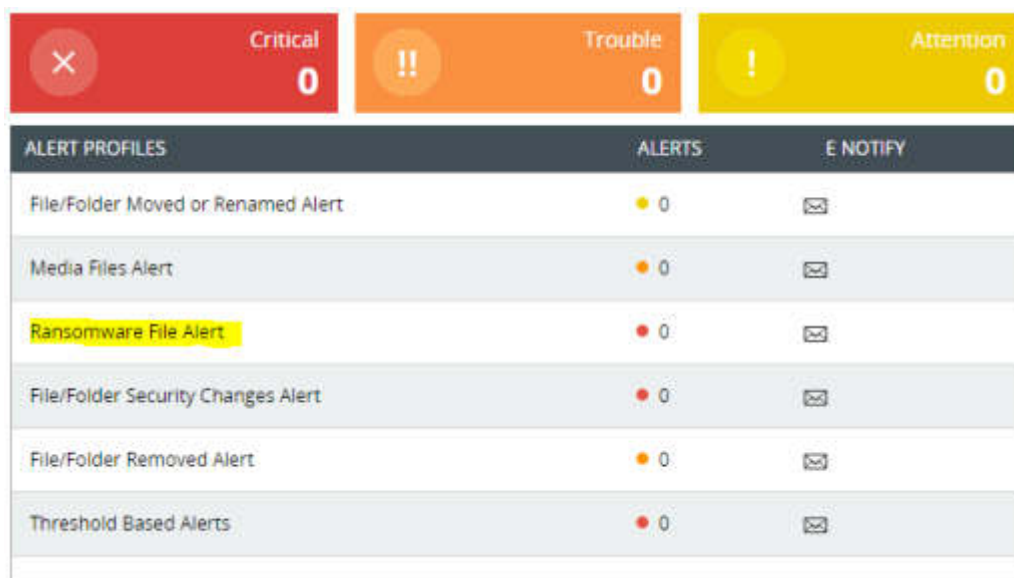 Critical
0
!! Trouble
0
! Attention
0
ALERT PROFILES ALERTS E NOTIFY
File/Folder Moved or Renamed Alert 0
Media Files Alert 0
Ransomware File Alert 0
File/Folder Security Changes Alert 0
File/Folder Removed Alert 0
Threshold Based Alerts 0